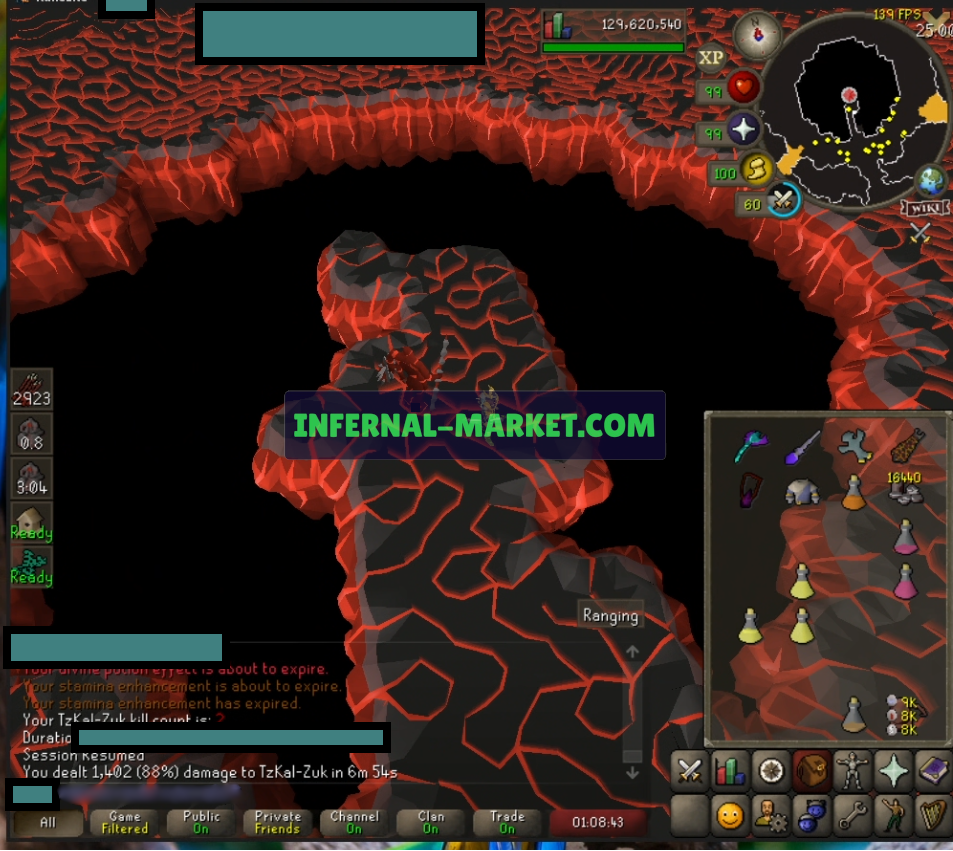 129,620,540
139 FPS
25:00
N
XP
99
99
100
60
WIKI
2923
0.8
3:04
Ready
Ready
INFERNAL-MARKET.COM
16440
Ranging
9K
8K
8K
Your divine potion effect is about to expire.
Your stamina enhancement is about to expire.
Your stamina enhancement has expired.
Your TzKal-Zuk kill count is: 2
Duratio
Session Resumed
You dealt 1,402 (88%) damage to TzKal-Zuk in 6m 54s
All
Game Filtered
Public On
Private Friends
Channel On
Clan On
Trade On
01:08:43